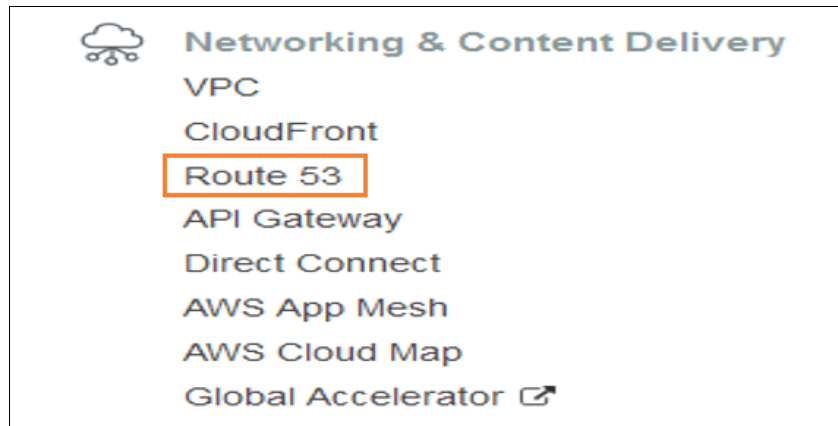 Networking & Content Delivery
VPC
CloudFront
Route 53
API Gateway
Direct Connect
AWS App Mesh
AWS Cloud Map
Global Accelerator